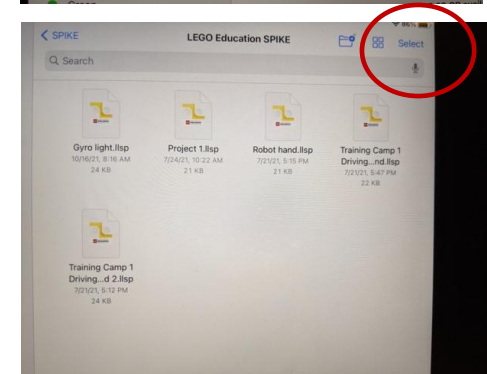 Green
SPIKE
LEGO Education SPIKE
Select
Search
Gyro light.llsp
10/16/21, 8:16 AM
24 KB
Project 1.llsp
7/24/21, 10:22 AM
21 KB
Robot hand.llsp
7/21/21, 5:15 PM
21 KB
Training Camp 1
Driving...nd.llsp
7/21/21, 5:47 PM
22 KB
Training Camp 1
Driving...d 2.llsp
7/21/21, 5:12 PM
24 KB